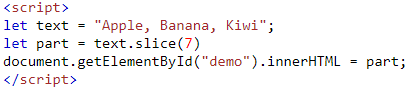 <script>
let text = "Apple, Banana, Kiwi";
let part = text.slice(7)
document.getElementById("demo").innerHTML = part;
</script>